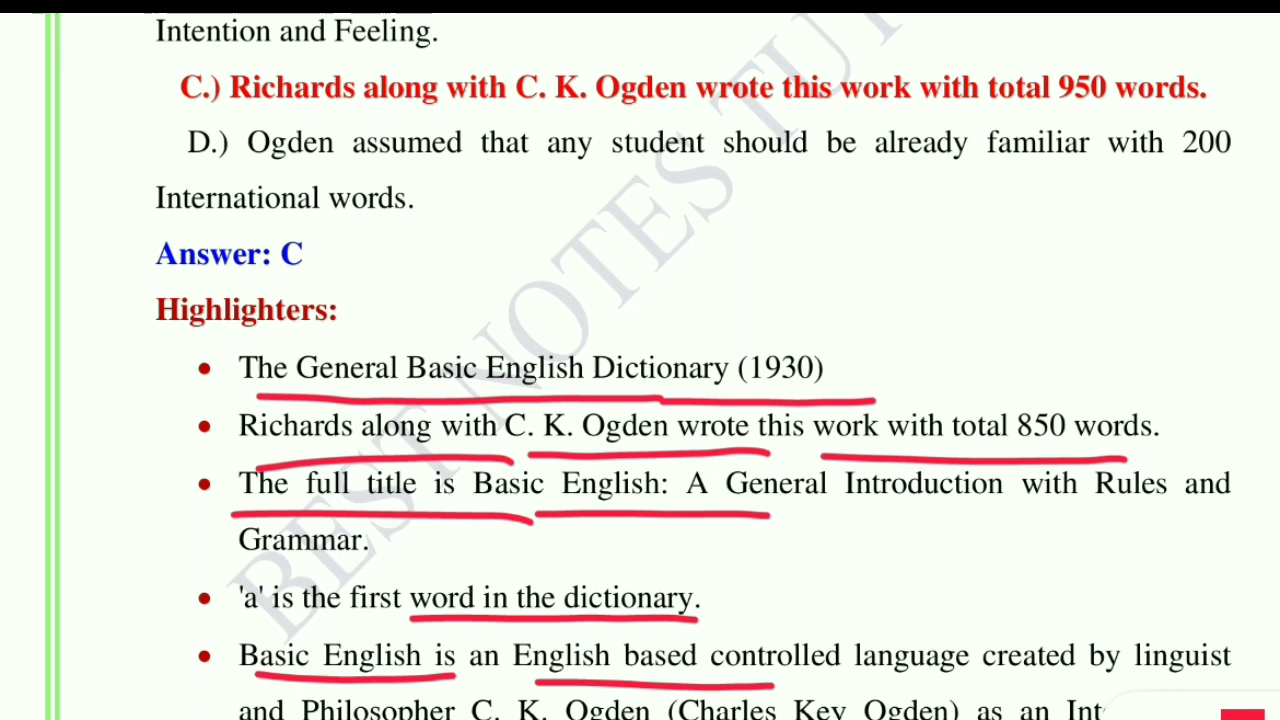 Intention and Feeling.
C.) Richards along with C. K. Ogden wrote this work with total 950 words.
D.) Ogden assumed that any student should be already familiar with 200
International words.
Answer: C
Highlighters:
• The General Basic English Dictionary (1930)
• Richards along with C. K. Ogden wrote this work with total 850 words.
• The full title is Basic English: A General Introduction with Rules and
Grammar.
• 'a' is the first word in the dictionary.
• Basic English is an English based controlled language created by linguist
and Philosopher C. K. Ogden (Charles Key Ogden) as an
BEST NOTES